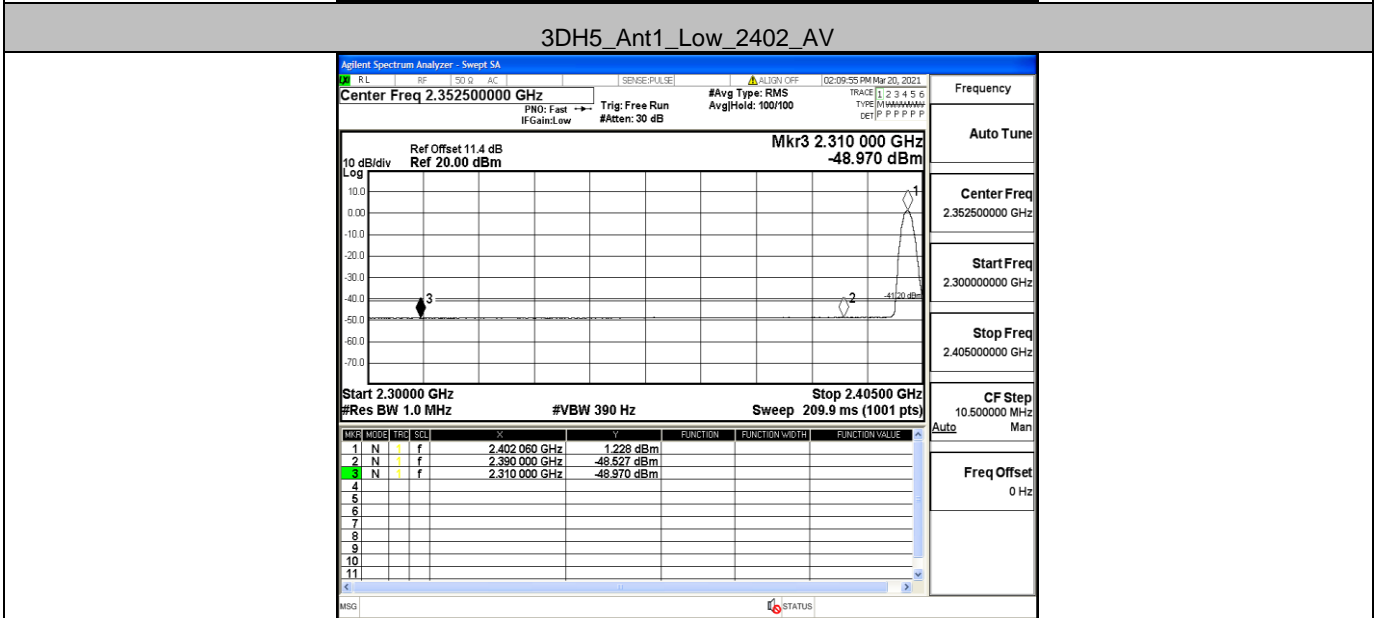 3DH5_Ant1_Low_2402_AV
Agilent Spectrum Analyzer - Swept SA
RL RF 50 Ω AC SENSE:PULSE ALIGN OFF 02:09:55 PM Mar 20, 2021
Center Freq 2.352500000 GHz
PNO: Fast
IFGain:Low
Trig: Free Run
#Atten: 30 dB
#Avg Type: RMS
Avg|Hold: 100/100
TRACE 1 2 3 4 5 6
TYPE M
DET P P P P P P
Ref Offset 11.4 dB
10 dB/div Ref 20.00 dBm
Log
Mkr3 2.310 000 GHz
-48.970 dBm
10.0
0.00
-10.0
-20.0
-30.0
-40.0
-50.0
-60.0
-70.0
1
2
3
-41.20 dBm
Start 2.30000 GHz
Stop 2.40500 GHz
#Res BW 1.0 MHz
#VBW 390 Hz
Sweep 209.9 ms (1001 pts)
MKR MODE TRC SCL X Y FUNCTION FUNCTION WIDTH FUNCTION VALUE
1 N 1 f 2.402 060 GHz 1.228 dBm
2 N 1 f 2.390 000 GHz -48.527 dBm
3 N 1 f 2.310 000 GHz -48.970 dBm
4
5
6
7
8
9
10
11
MSG
STATUS
Frequency
Auto Tune
Center Freq
2.352500000 GHz
Start Freq
2.300000000 GHz
Stop Freq
2.405000000 GHz
CF Step
10.500000 MHz
Auto Man
Freq Offset
0 Hz